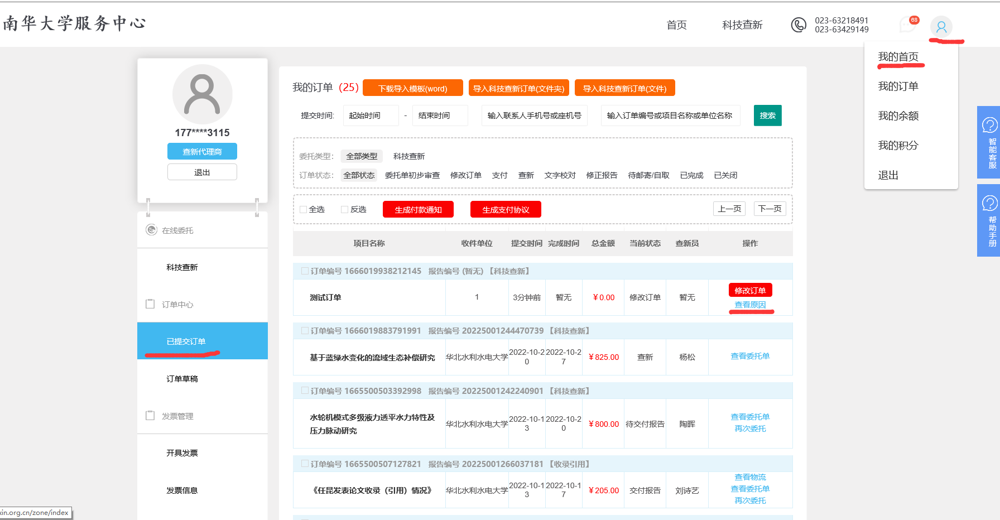 南华大学服务中心
首页
科技查新
023-63218491
023-63429149
68
我的首页
我的订单
我的余额
我的积分
退出
智能客服
帮助手册
177****3115
查新代理商
退出
在线委托
科技查新
订单中心
已提交订单
订单草稿
发票管理
开具发票
发票信息
我的订单 (25) 下载导入模板(word) 导入科技查新订单(文件夹) 导入科技查新订单(文件)
提交时间: 起始时间 - 结束时间 输入联系人手机号或座机号 输入订单编号或项目名称或单位名称 搜索
委托类型: 全部类型 科技查新
订单状态: 全部状态 委托单初步审查 修改订单 支付 查新 文字校对 修正报告 待邮寄/自取 已完成 已关闭
全选 反选 生成付款通知 生成支付协议 上一页 下一页
项目名称 收件单位 提交时间 完成时间 总金额 当前状态 查新员 操作
订单编号 1666019938212145 报告编号 (暂无) 【科技查新】
测试订单 1 3分钟前 暂无 ￥0.00 修改订单 暂无 修改订单
查看原因
订单编号 1666019883791991 报告编号 20225001244470739 【科技查新】
基于蓝绿水变化的流域生态补偿研究 华北水利水电大学 2022-10-20 2022-10-27 ￥825.00 查新 杨松 查看委托单
订单编号 1665500503392998 报告编号 20225001242240901 【科技查新】
水轮机模式多级液力透平水力特性及
压力脉动研究 华北水利水电大学 2022-10-13 2022-10-20 ￥800.00 待交付报告 陶晖 查看委托单
再次委托
订单编号 1665500507127821 报告编号 20225001266037181 【收录引用】
《任昆发表论文收录（引用）情况》 华北水利水电大学 2022-10-13 2022-10-17 ￥205.00 交付报告 刘诗艺 查看物流
查看委托单
再次委托
xin.org.cn/zone/index